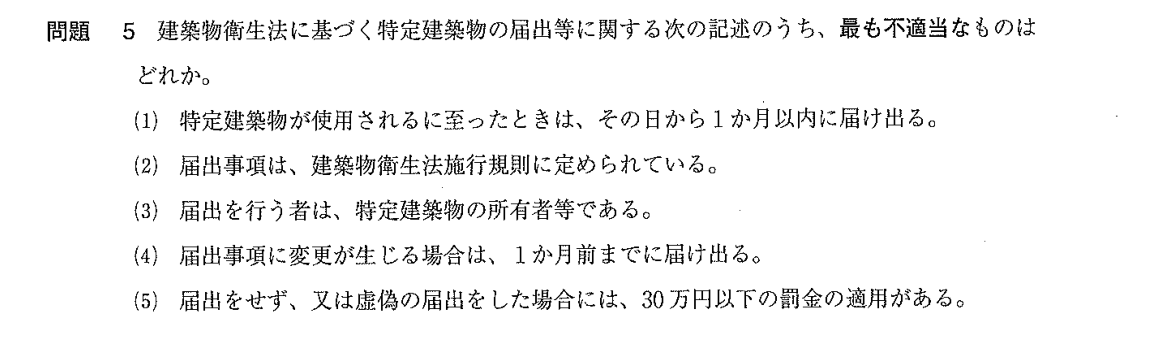 問題 5 建築物衛生法に基づく特定建築物の届出等に関する次の記述のうち、最も不適当なものは
どれか。
(1) 特定建築物が使用されるに至ったときは、その日から1か月以内に届け出る。
(2) 届出事項は、建築物衛生法施行規則に定められている。
(3) 届出を行う者は、特定建築物の所有者等である。
(4) 届出事項に変更が生じる場合は、1か月前までに届け出る。
(5) 届出をせず、又は虚偽の届出をした場合には、30万円以下の罰金の適用がある。